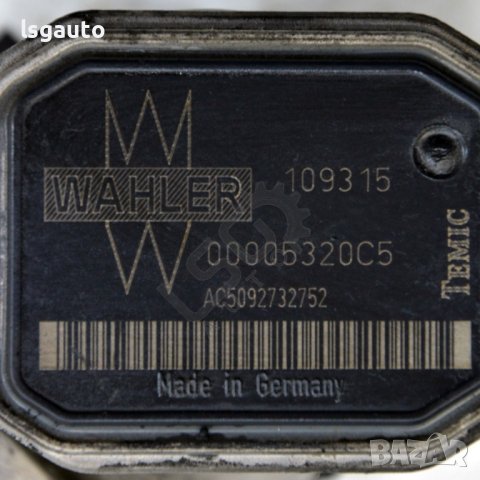 lsgauto
WAHLER
109315
00005320C5
AC5092732752
TEMIC
Made in Germany
BAZAR